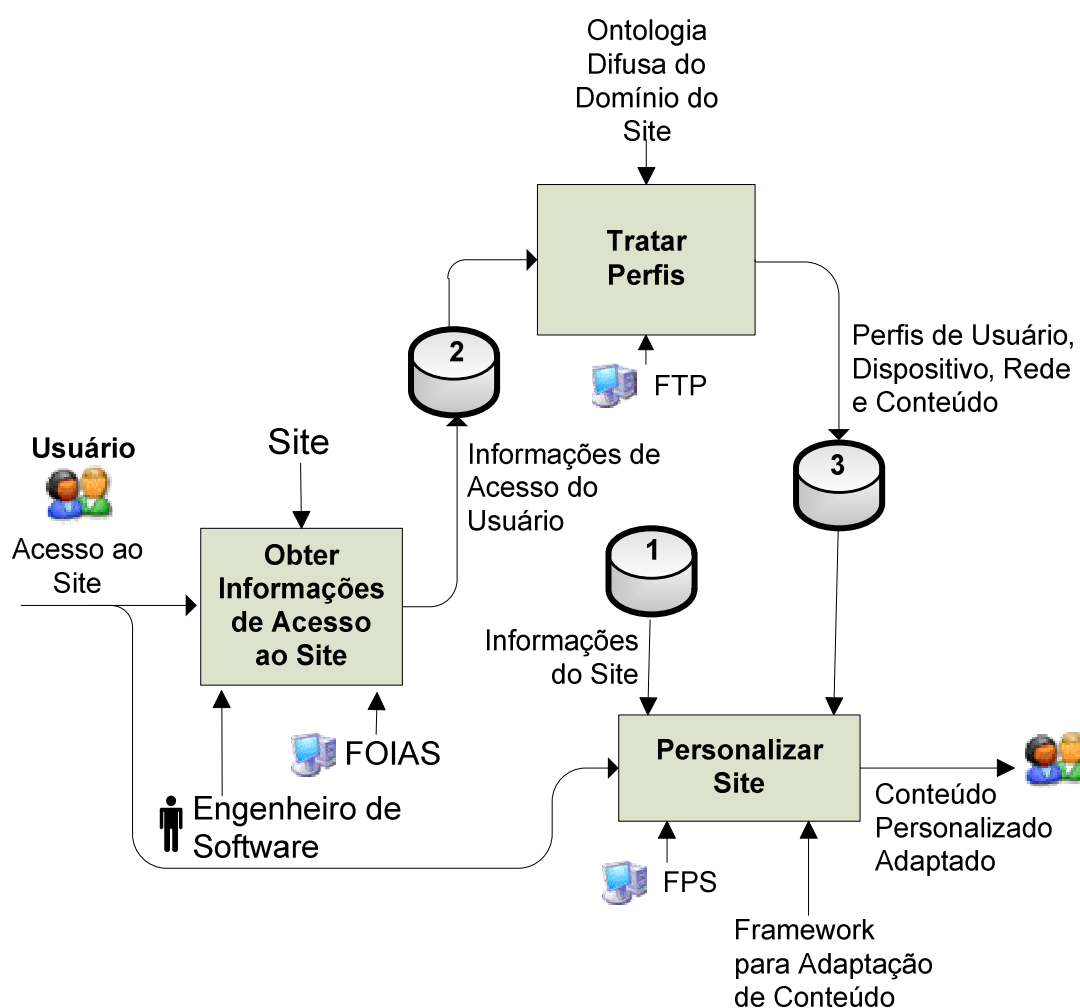 Ontologia
Difusa do
Domínio do
Site
Tratar
Perfis
2
Perfis de Usuário,
Dispositivo, Rede
e Conteúdo
FTP
Usuário
Site
Informações de
Acesso do
Usuário
3
Acesso ao
Site
Obter
Informações
de Acesso
ao Site
1
Informações
do Site
FOIAS
Personalizar
Site
Engenheiro de
Software
Conteúdo
Personalizado
Adaptado
FPS
Framework
para Adaptação
de Conteúdo